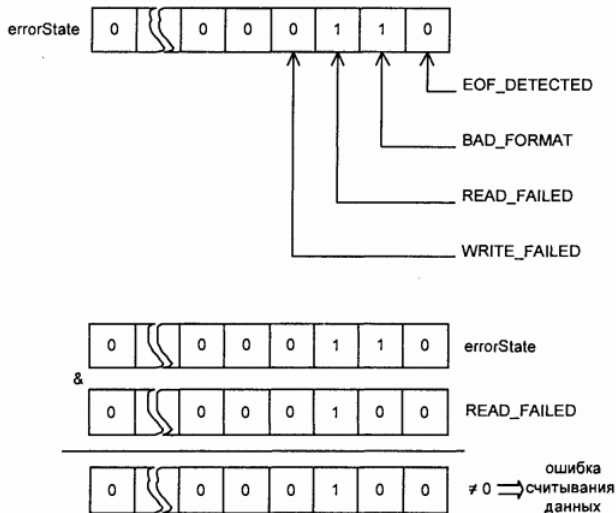 errorState 0 0 0 0 1 1 0
EOF_DETECTED
BAD_FORMAT
READ_FAILED
WRITE_FAILED
0 0 0 0 1 1 0 errorState
&
0 0 0 0 1 0 0 READ_FAILED
0 0 0 0 1 0 0 ≠ 0 ⟹ ошибка
считывания
данных